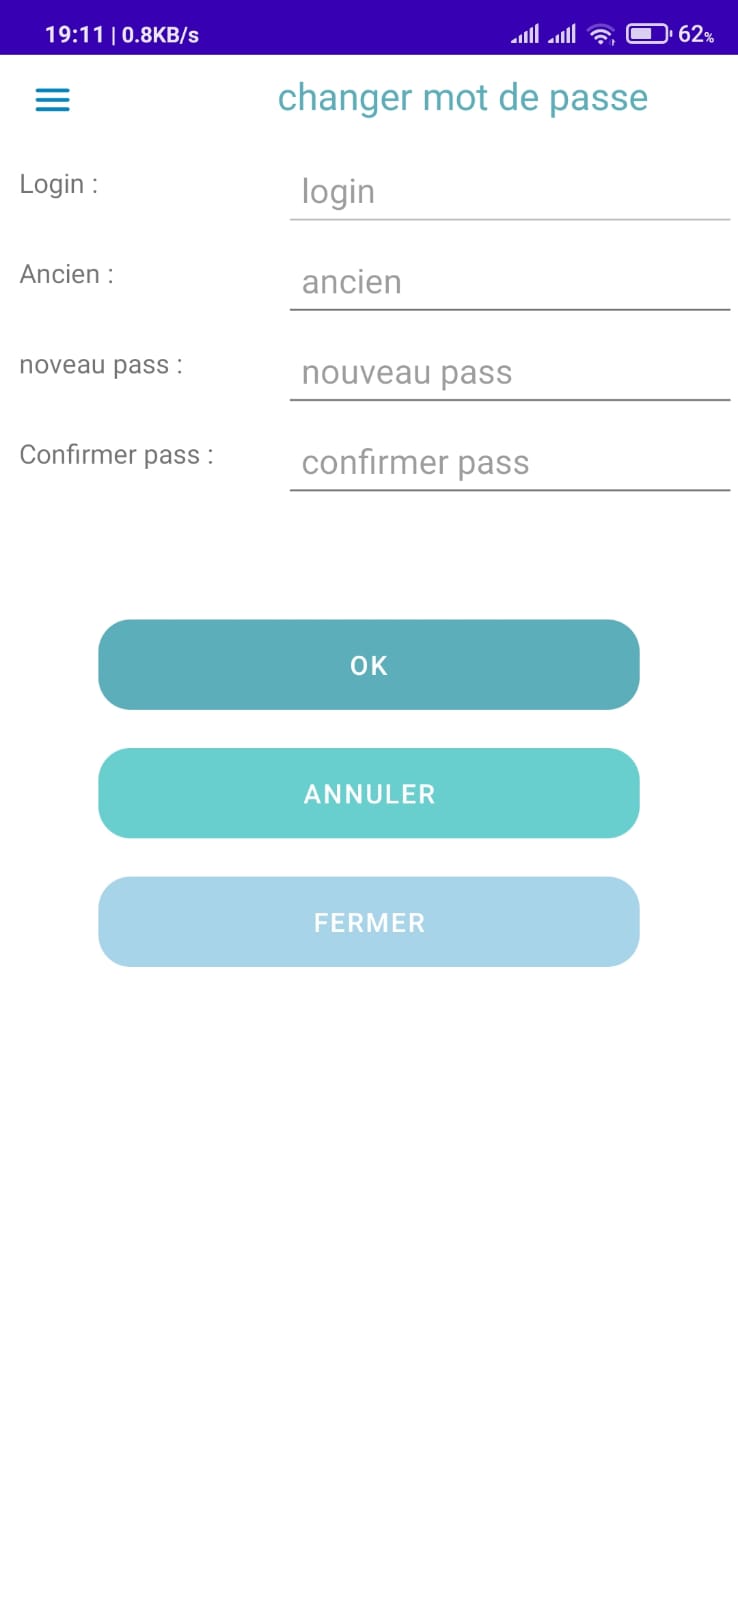 19:11 | 0.8KB/s 62%
changer mot de passe
Login : login
Ancien : ancien
noveau pass : nouveau pass
Confirmer pass : confirmer pass
OK
ANNULER
FERMER